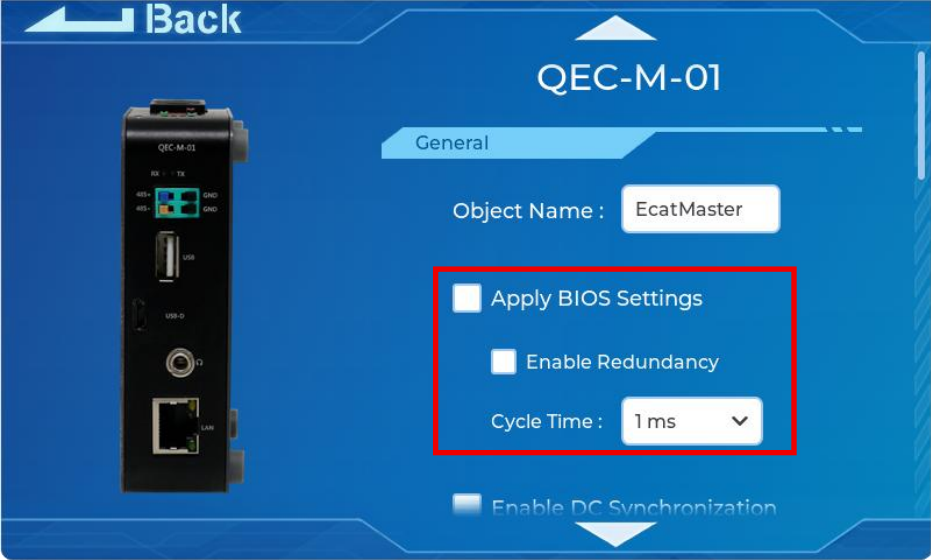 Back
QEC-M-01
General
Object Name : EcatMaster
Apply BIOS Settings
Enable Redundancy
Cycle Time : 1 ms
Enable DC Synchronization
QEC-M-01
RX TX
485+ GND
485- GND
USB
USB-D
LAN